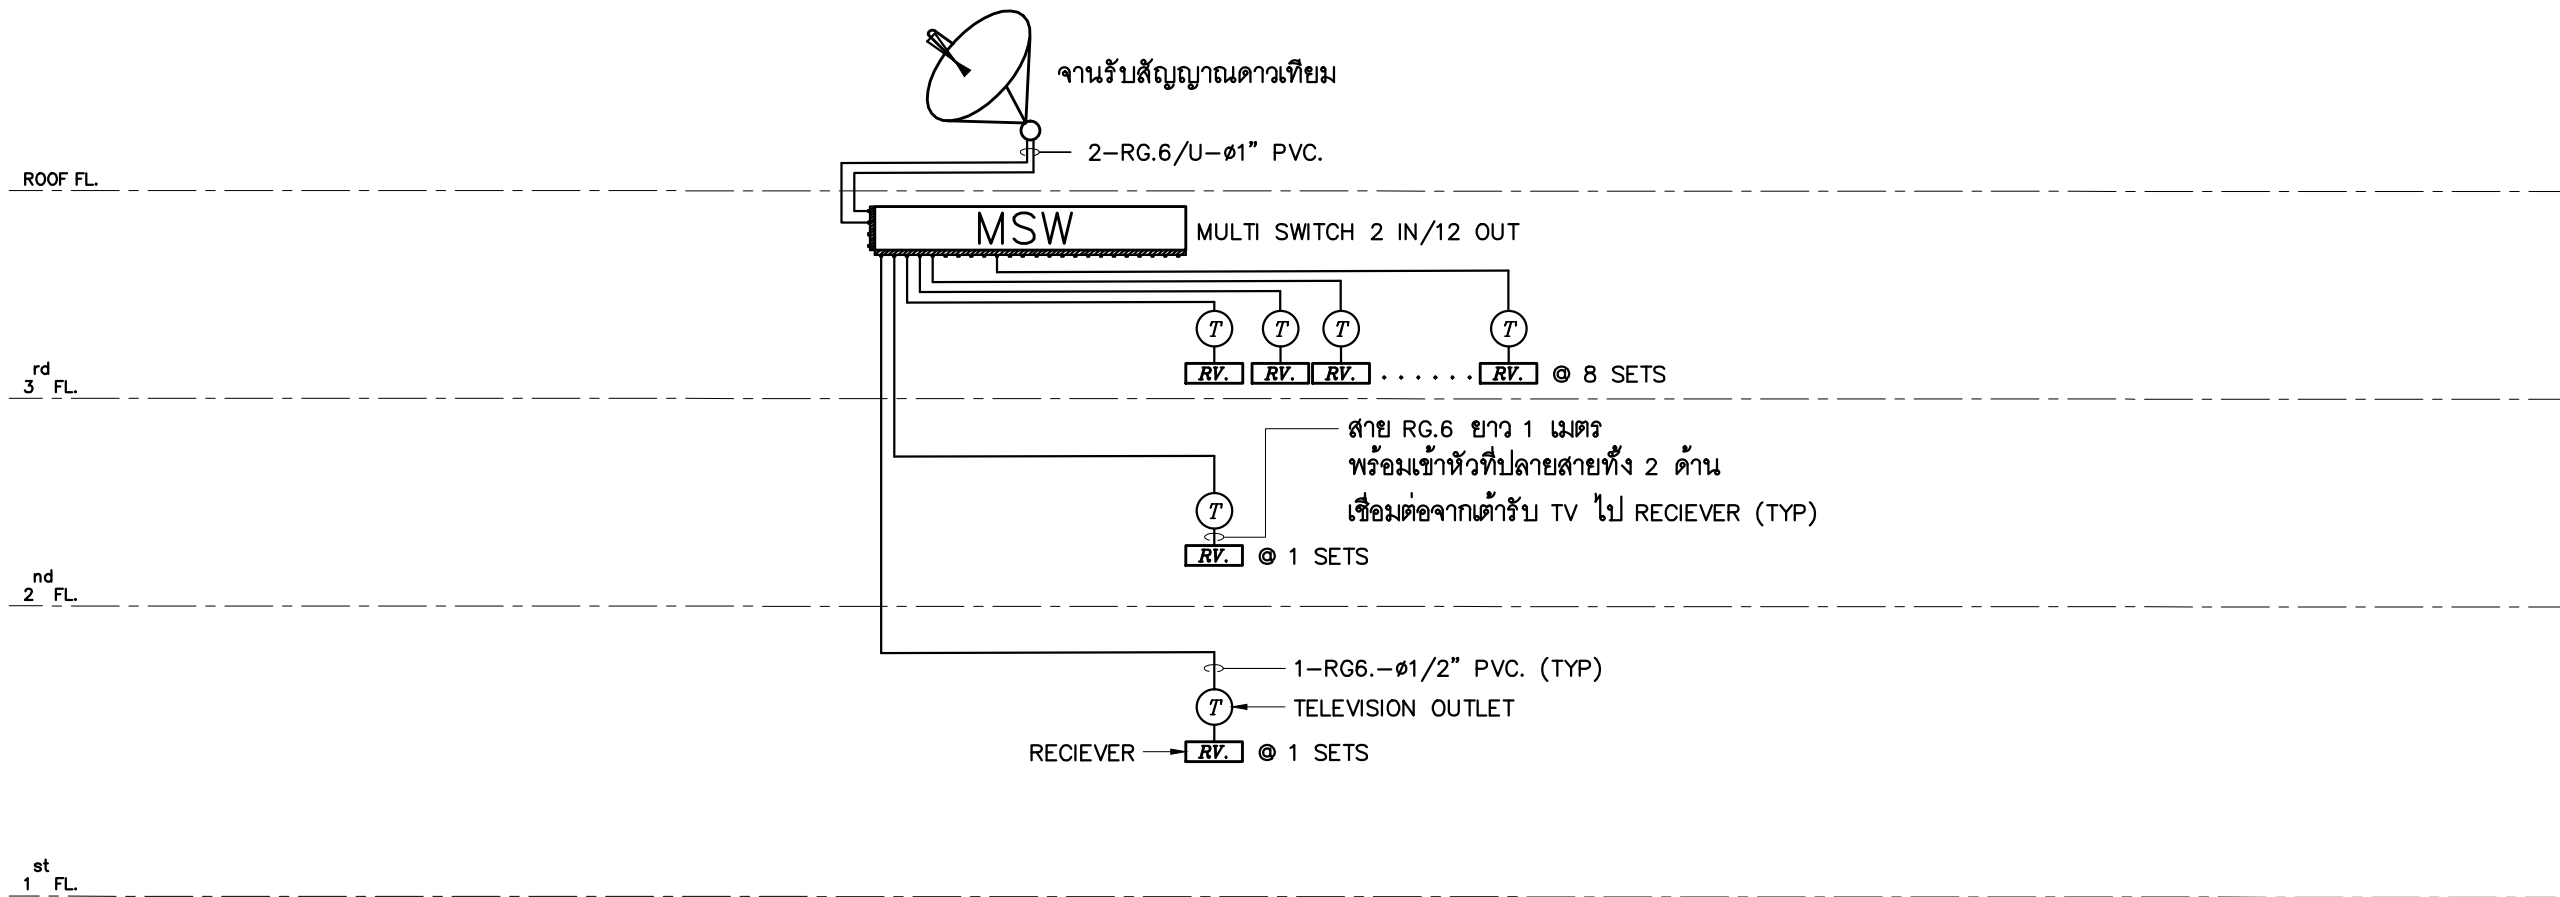 จานรับสัญญาณดาวเทียม
2-RG.6/U-ø1" PVC.
ROOF FL.
MSW
MULTI SWITCH 2 IN/12 OUT
T T T T
3rd FL.
RV. RV. RV. ...... RV. @ 8 SETS
สาย RG.6 ยาว 1 เมตร
พร้อมเข้าหัวที่ปลายสายทั้ง 2 ด้าน
เชื่อมต่อจากเต้ารับ TV ไป RECIEVER (TYP)
T
RV. @ 1 SETS
2nd FL.
1-RG6.-ø1/2" PVC. (TYP)
T TELEVISION OUTLET
RECIEVER RV. @ 1 SETS
1st FL.